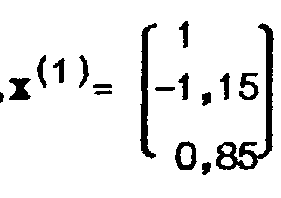 ,x^(1) = [ 1
-1,15
0,85 ]